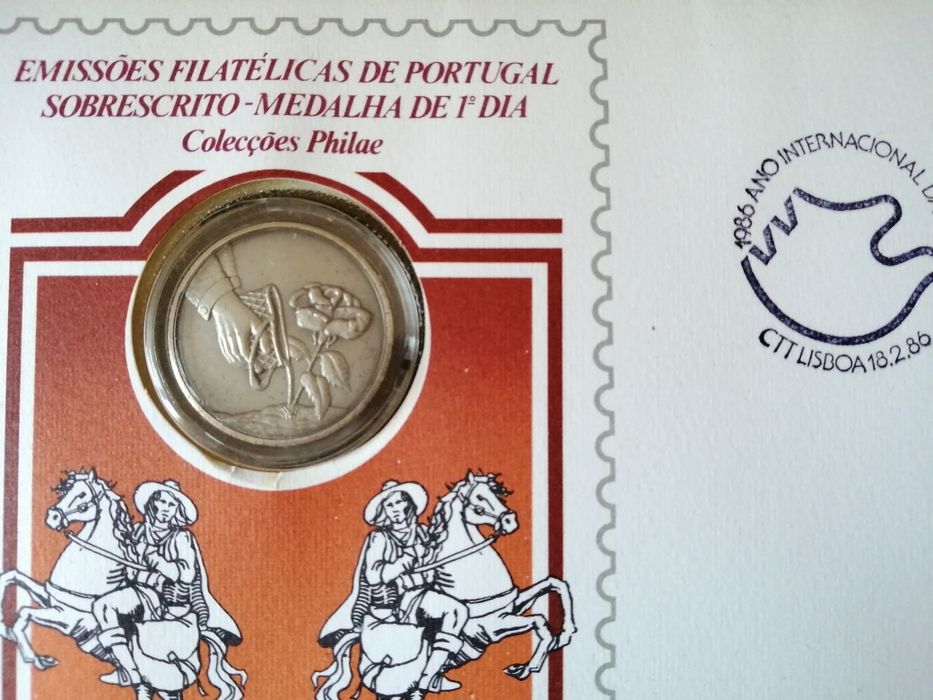 EMISSÕES FILATÉLICAS DE PORTUGAL
SOBRESCRITO-MEDALHA DE 1º DIA
Colecções Philae
1986 ANO INTERNACIONAL DA
CTT LISBOA 18.2.86